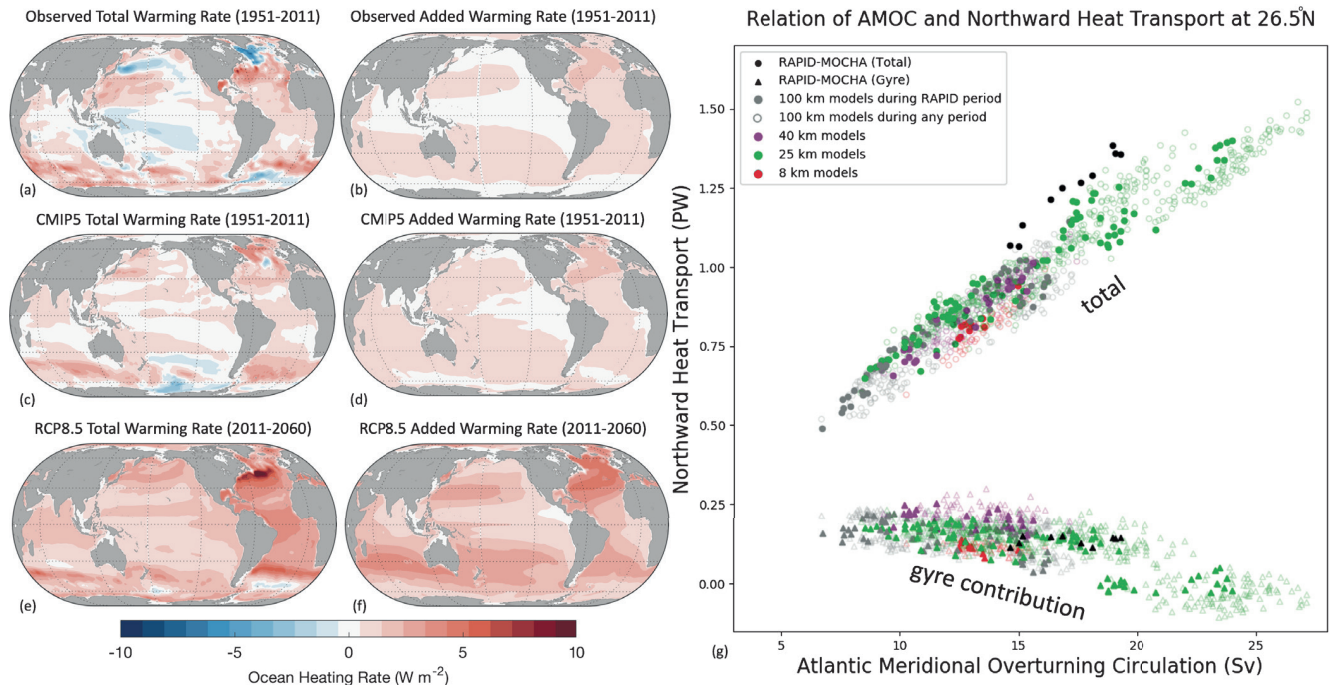 Observed Total Warming Rate (1951-2011)
Observed Added Warming Rate (1951-2011)
(a)
(b)
CMIP5 Total Warming Rate (1951-2011)
CMIP5 Added Warming Rate (1951-2011)
(c)
(d)
RCP8.5 Total Warming Rate (2011-2060)
RCP8.5 Added Warming Rate (2011-2060)
(e)
(f)
-10
-5
0
5
10
Ocean Heating Rate (W m-2)
Relation of AMOC and Northward Heat Transport at 26.5°N
RAPID-MOCHA (Total)
RAPID-MOCHA (Gyre)
100 km models during RAPID period
100 km models during any period
40 km models
25 km models
8 km models
Northward Heat Transport (PW)
1.50
1.25
1.00
0.75
0.50
0.25
0.00
total
gyre contribution
(g)
5
10
15
20
25
Atlantic Meridional Overturning Circulation (Sv)